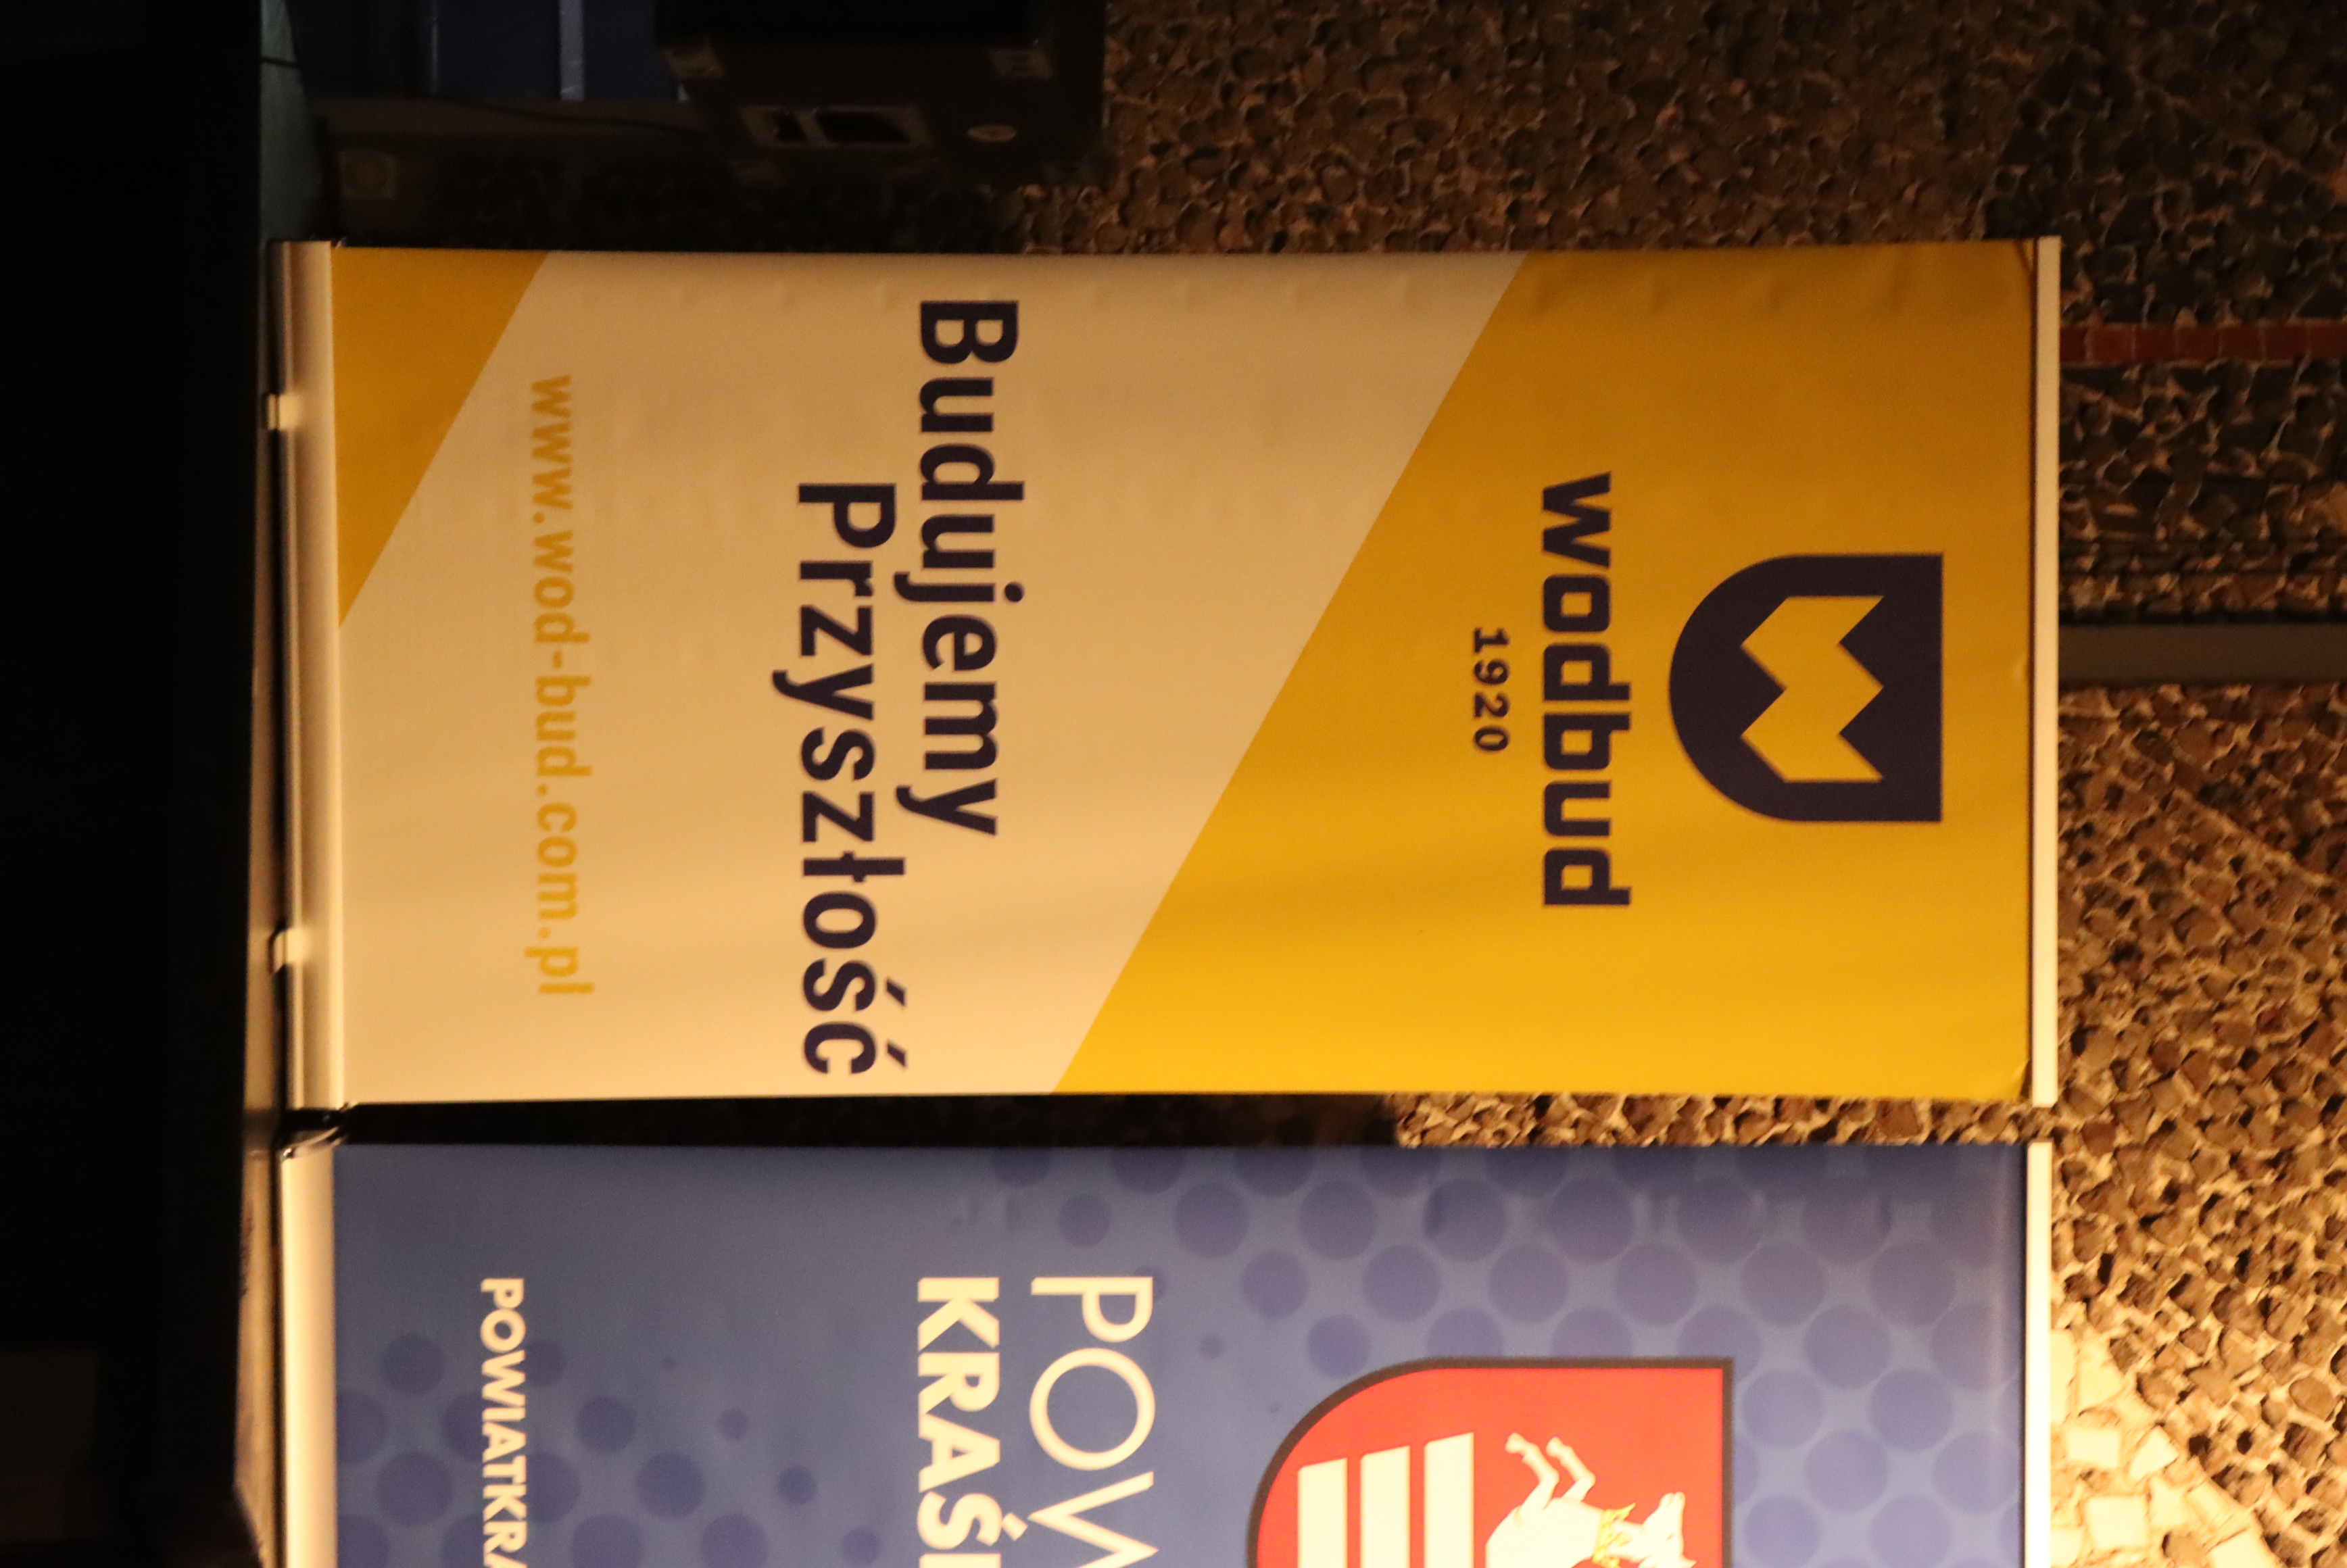 wodbud
1920
Budujemy
Przyszłość
www.wod-bud.com.pl
POW
KRAŚ
POWIATKRA